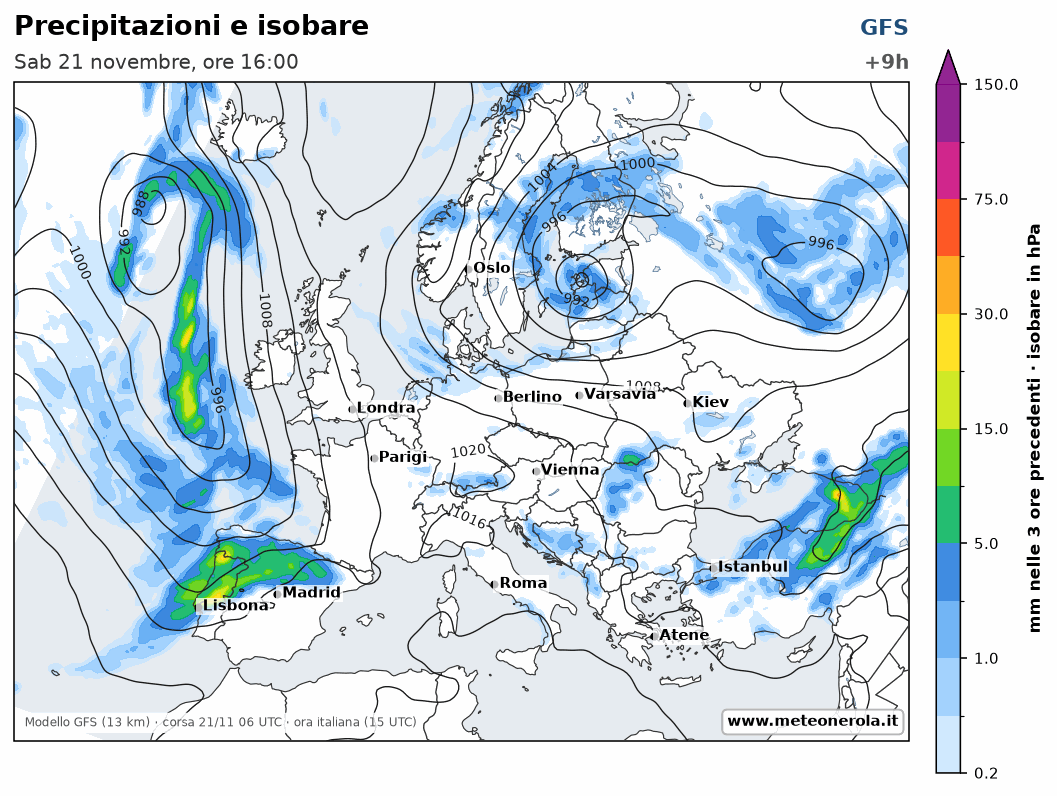 Precipitazioni e isobare
GFS
Sab 21 novembre, ore 16:00
+9h
150.0
75.0
30.0
15.0
5.0
1.0
0.2
mm nelle 3 ore precedenti · isobare in hPa
1000
1004
988
996
992
996
1000
Oslo
992
1008
1008
996
Berlino
Varsavia
Kiev
Londra
1020
Parigi
Vienna
1016
Istanbul
Roma
Madrid
Lisbona
Atene
Modello GFS (13 km) · corsa 21/11 06 UTC · ora italiana (15 UTC)
www.meteonerola.it